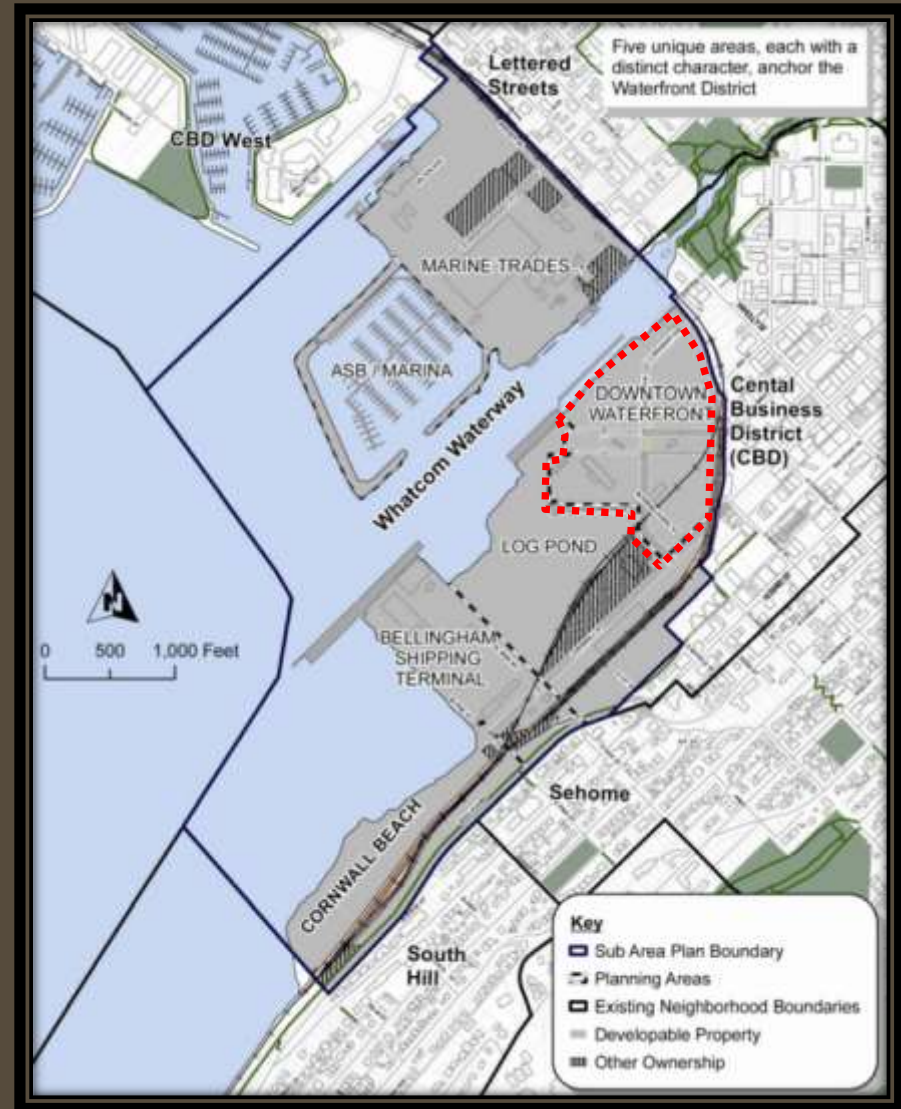 Five unique areas, each with a
distinct character, anchor the
Waterfront District
Lettered
Streets
CBD West
MARINE TRADES
ASB / MARINA
Whatcom Waterway
DOWNTOWN
WATERFRONT
Cental
Business
District
(CBD)
LOG POND
N
0 500 1,000 Feet
BELLINGHAM
SHIPPING
TERMINAL
Sehome
CORNWALL BEACH
South
Hill
Key
Sub Area Plan Boundary
Planning Areas
Existing Neighborhood Boundaries
Developable Property
Other Ownership